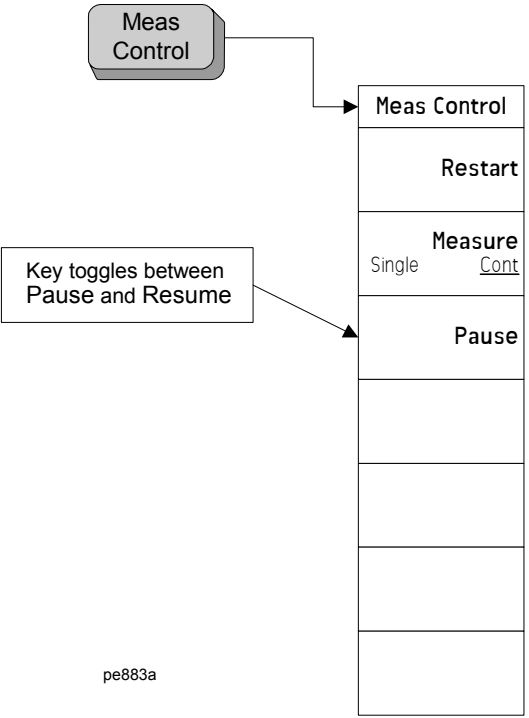 Meas
Control
Meas Control
Restart
Measure
Single Cont
Key toggles between
Pause and Resume
Pause
pe883a